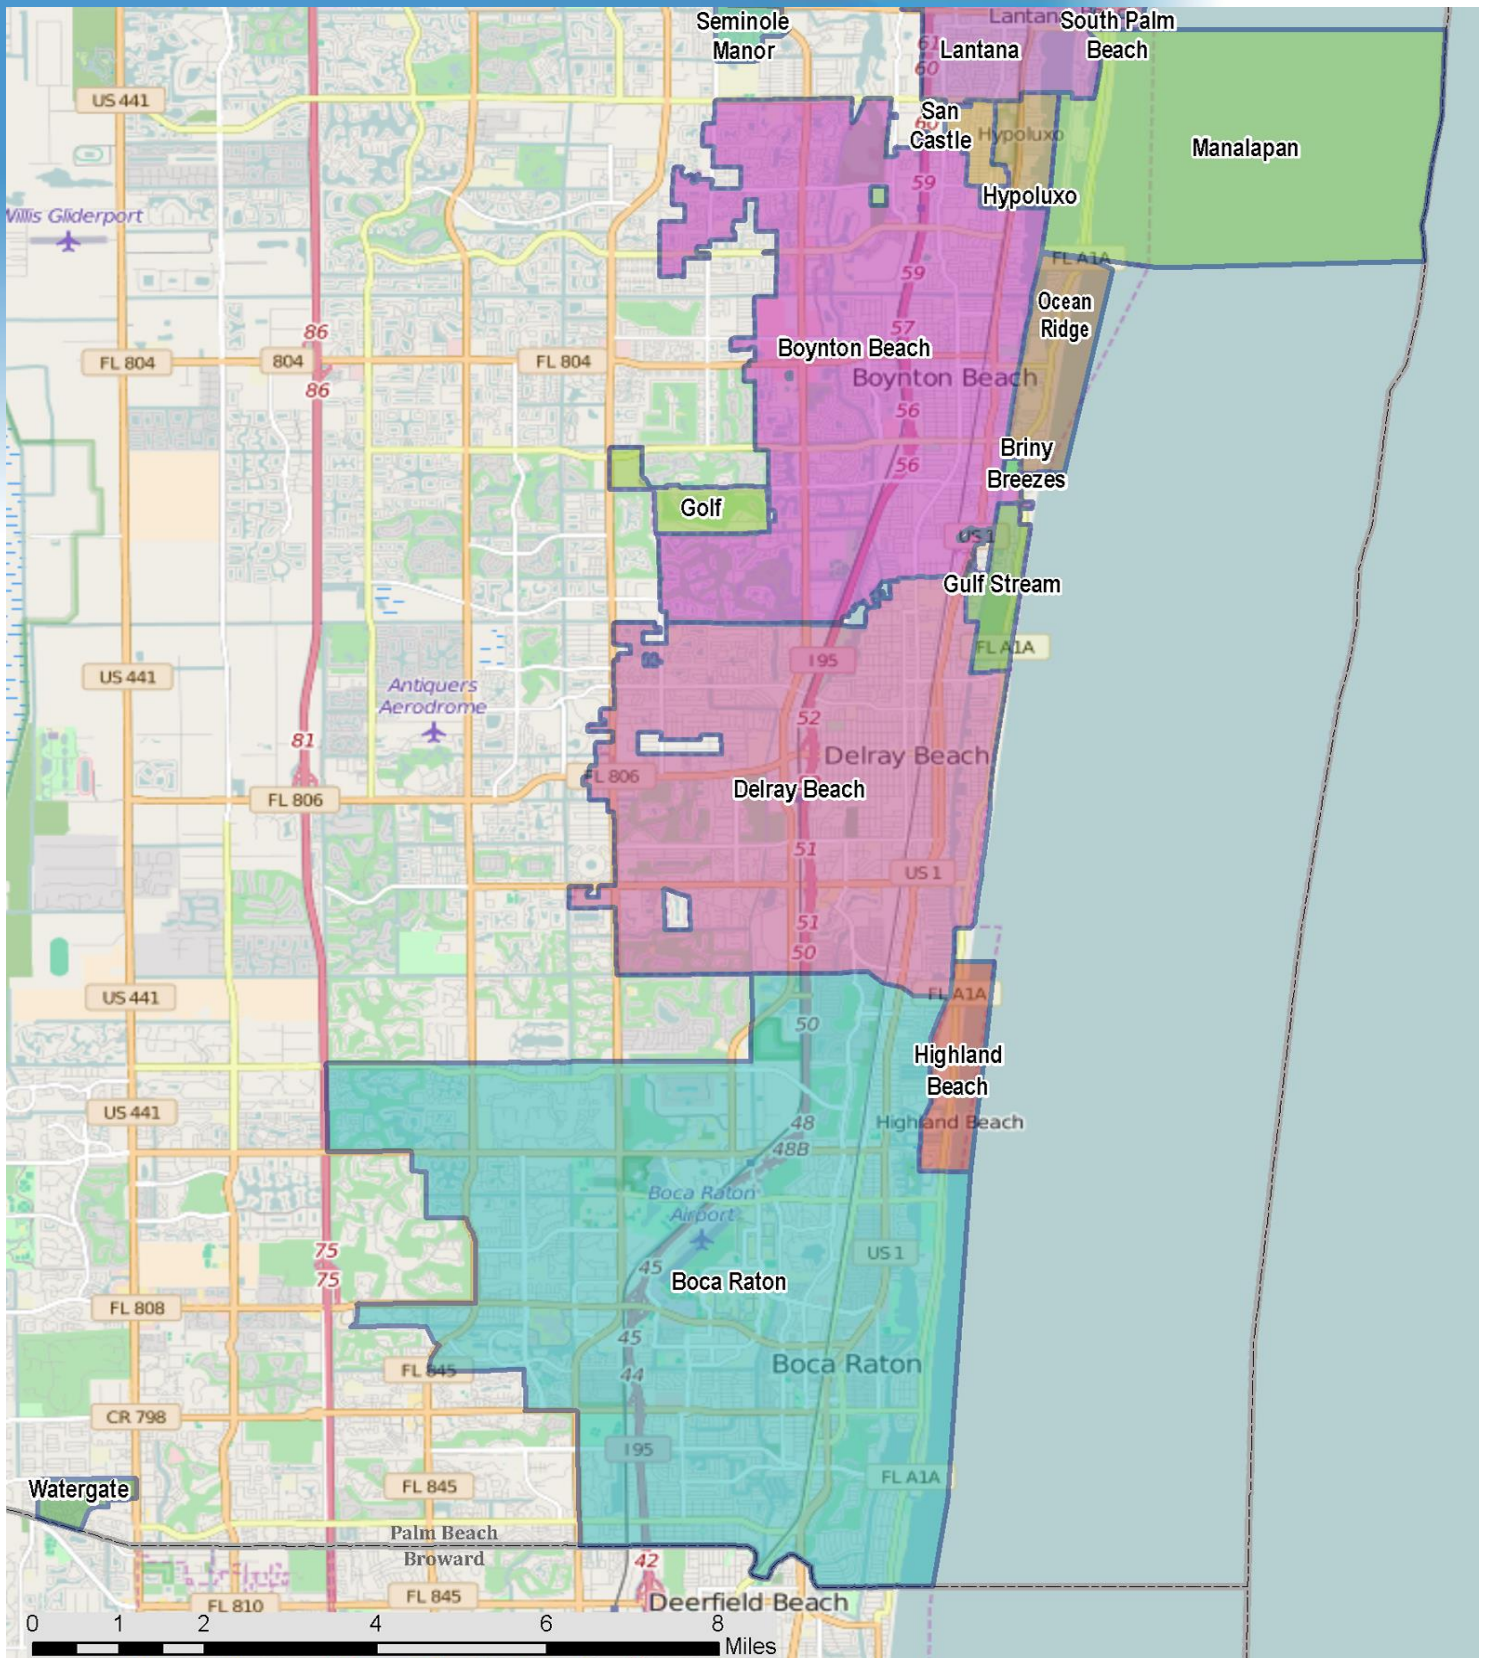 Seminole
Manor
Lantana
South Palm
Beach
61
60
Lantana
US 441
San
Castle
60
Hypoluxo
Manalapan
59
Hypoluxo
Willis Gliderport
FL A1A
59
Ocean
Ridge
86
57
FL 804
804
FL 804
Boynton Beach
Boynton Beach
86
56
Briny
Breezes
56
Golf
US 1
Gulf Stream
FL A1A
I 95
US 441
Antiquers
Aerodrome
52
81
Delray Beach
FL 806
Delray Beach
FL 806
51
US 1
51
50
US 441
FL A1A
50
Highland
Beach
US 441
48
Highland Beach
48B
Boca Raton
Airport
75
US 1
75
45
Boca Raton
FL 808
45
Boca Raton
FL 845
44
CR 798
I 95
FL A1A
Watergate
FL 845
Palm Beach
Broward
42
FL 810
FL 845
Deerfield Beach
0 1 2 4 6 8
Miles